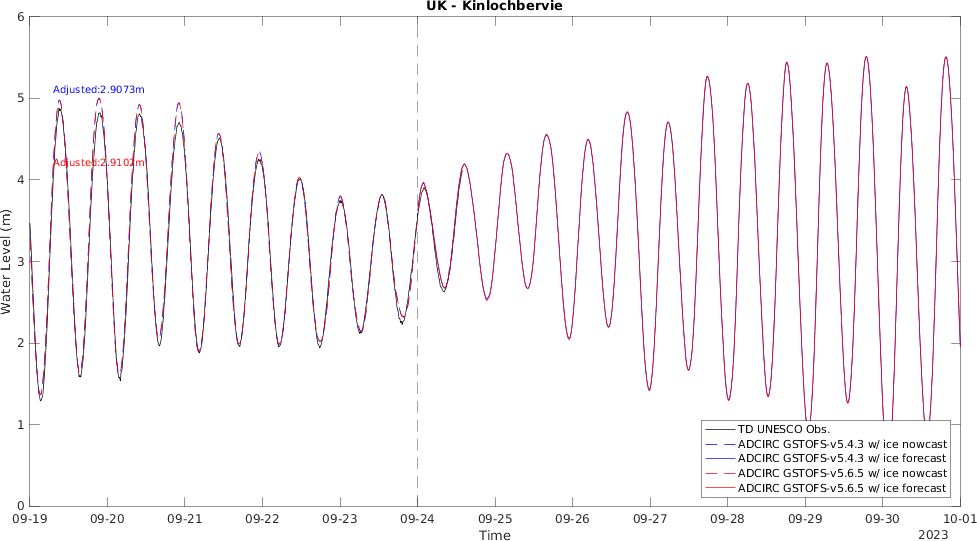 UK - Kinlochbervie
6
5
4
3
2
1
0
Water Level (m)
Adjusted:2.9073m
Adjusted:2.9107m
TD UNESCO Obs.
ADCIRC GSTOFS-v5.4.3 w/ ice nowcast
ADCIRC GSTOFS-v5.4.3 w/ ice forecast
ADCIRC GSTOFS-v5.6.5 w/ ice nowcast
ADCIRC GSTOFS-v5.6.5 w/ ice forecast
09-19 09-20 09-21 09-22 09-23 09-24 09-25 09-26 09-27 09-28 09-29 09-30 10-01
Time
2023